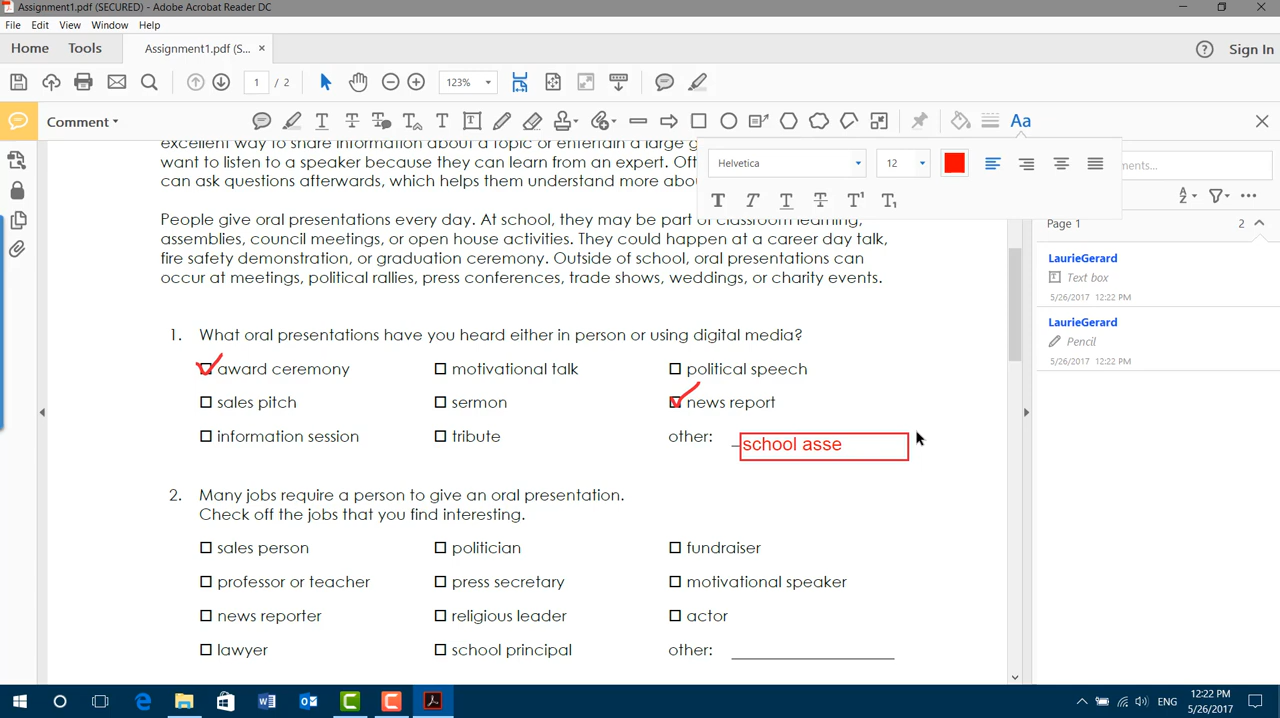 Assignment1.pdf (SECURED) - Adobe Acrobat Reader DC
File Edit View Window Help
Home Tools Assignment1.pdf (S... × Sign In
1 / 2 123%
Comment
excellent way to share information about a topic or entertain a large g
want to listen to a speaker because they can learn from an expert. Oft
can ask questions afterwards, which helps them understand more abou
Helvetica 12
ments...
People give oral presentations every day. At school, they may be part of classroom learning,
assemblies, council meetings, or open house activities. They could happen at a career day talk,
fire safety demonstration, or graduation ceremony. Outside of school, oral presentations can
occur at meetings, political rallies, press conferences, trade shows, weddings, or charity events.
Page 1 2
LaurieGerard
Text box
5/26/2017 12:22 PM
LaurieGerard
Pencil
5/26/2017 12:22 PM
1. What oral presentations have you heard either in person or using digital media?
award ceremony motivational talk political speech
sales pitch sermon news report
information session tribute other: _school asse
2. Many jobs require a person to give an oral presentation.
Check off the jobs that you find interesting.
sales person politician fundraiser
professor or teacher press secretary motivational speaker
news reporter religious leader actor
lawyer school principal other: ____________
ENG
12:22 PM
5/26/2017